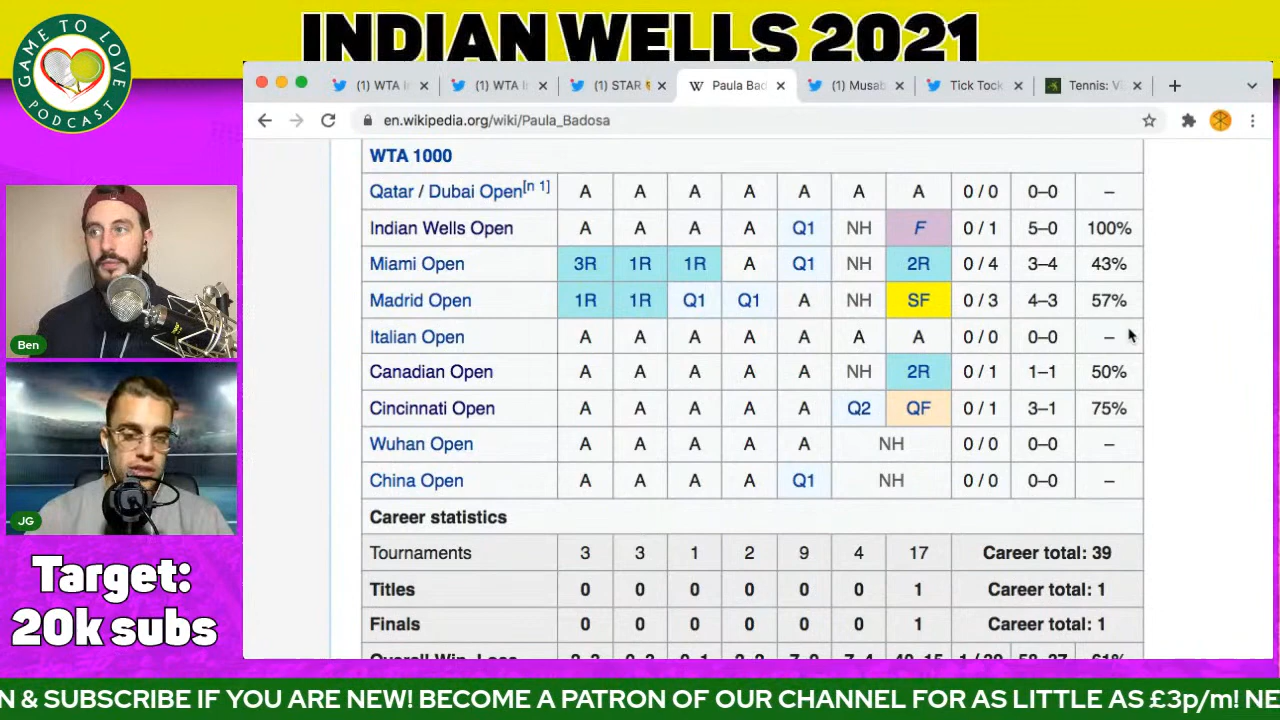 INDIAN WELLS 2021
GAME TO LOVE
PODCAST
(1) WTA I
(1) WTA I
(1) STAR
Paula Bad
(1) Musab
Tick Tock
Tennis: V
en.wikipedia.org/wiki/Paula_Badosa
WTA 1000
Qatar / Dubai Open[n 1] A A A A A A A 0 / 0 0–0 –
Indian Wells Open A A A A Q1 NH F 0 / 1 5–0 100%
Miami Open 3R 1R 1R A Q1 NH 2R 0 / 4 3–4 43%
Madrid Open 1R 1R Q1 Q1 A NH SF 0 / 3 4–3 57%
Italian Open A A A A A A A 0 / 0 0–0 –
Canadian Open A A A A A NH 2R 0 / 1 1–1 50%
Cincinnati Open A A A A A Q2 QF 0 / 1 3–1 75%
Wuhan Open A A A A A NH 0 / 0 0–0 –
China Open A A A A Q1 NH 0 / 0 0–0 –
Career statistics
Tournaments 3 3 1 2 9 4 17 Career total: 39
Titles 0 0 0 0 0 0 1 Career total: 1
Finals 0 0 0 0 0 0 1 Career total: 1
Ben
JG
Target:
20k subs
N & SUBSCRIBE IF YOU ARE NEW! BECOME A PATRON OF OUR CHANNEL FOR AS LITTLE AS £3p/m! NE